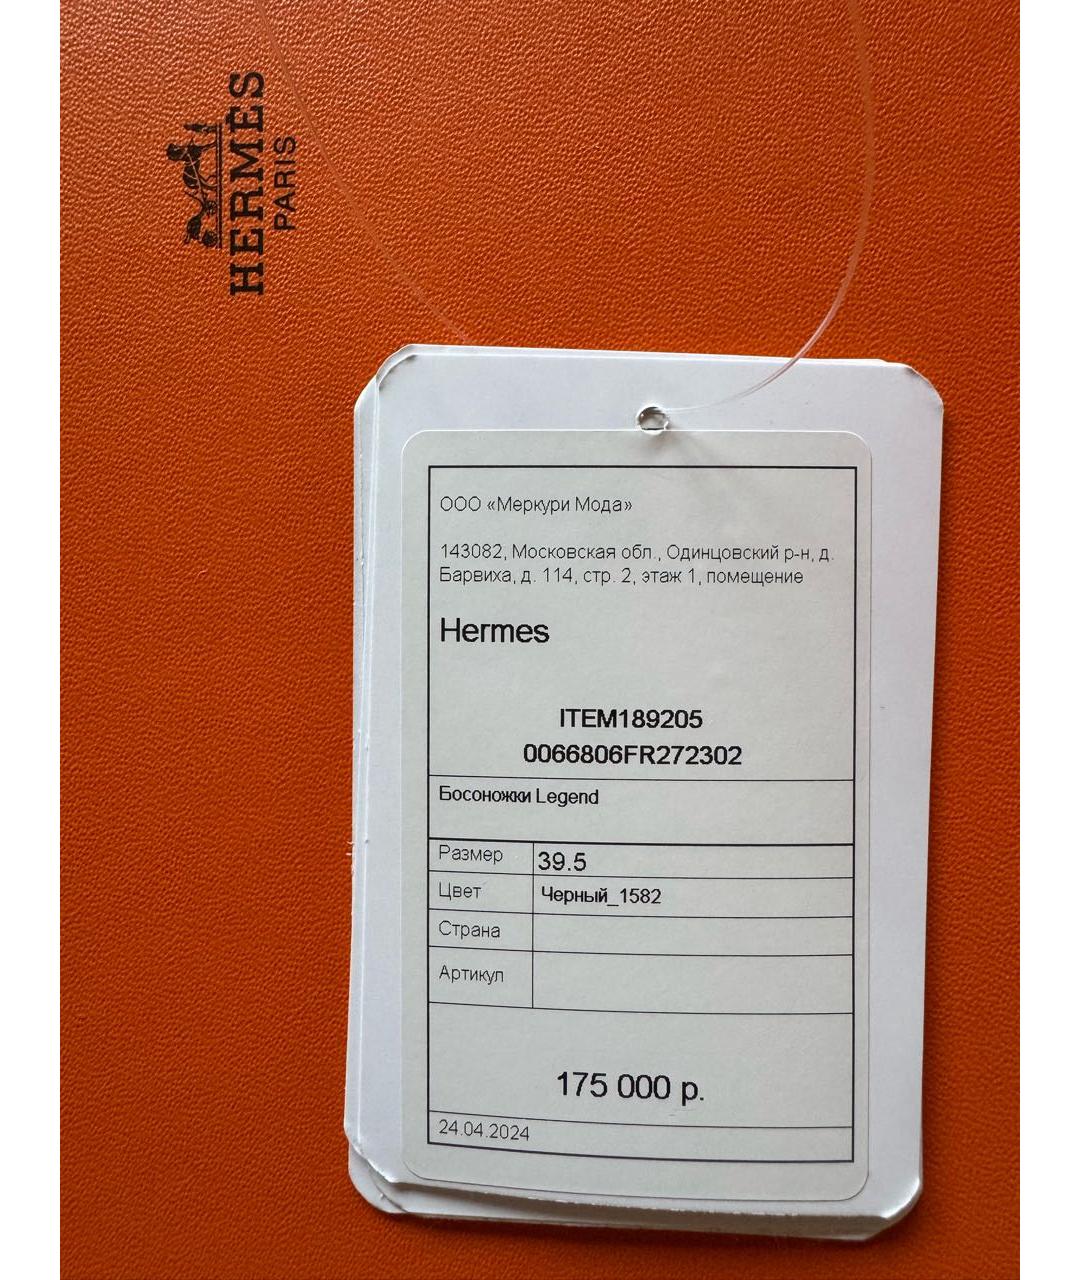 HERMÈS
PARIS
ООО «Меркури Мода»
143082, Московская обл., Одинцовский р-н, д.
Барвиха, д. 114, стр. 2, этаж 1, помещение
Hermes
ITEM189205
0066806FR272302
Босоножки Legend
Размер 39.5
Цвет Черный_1582
Страна
Артикул
175 000 р.
24.04.2024